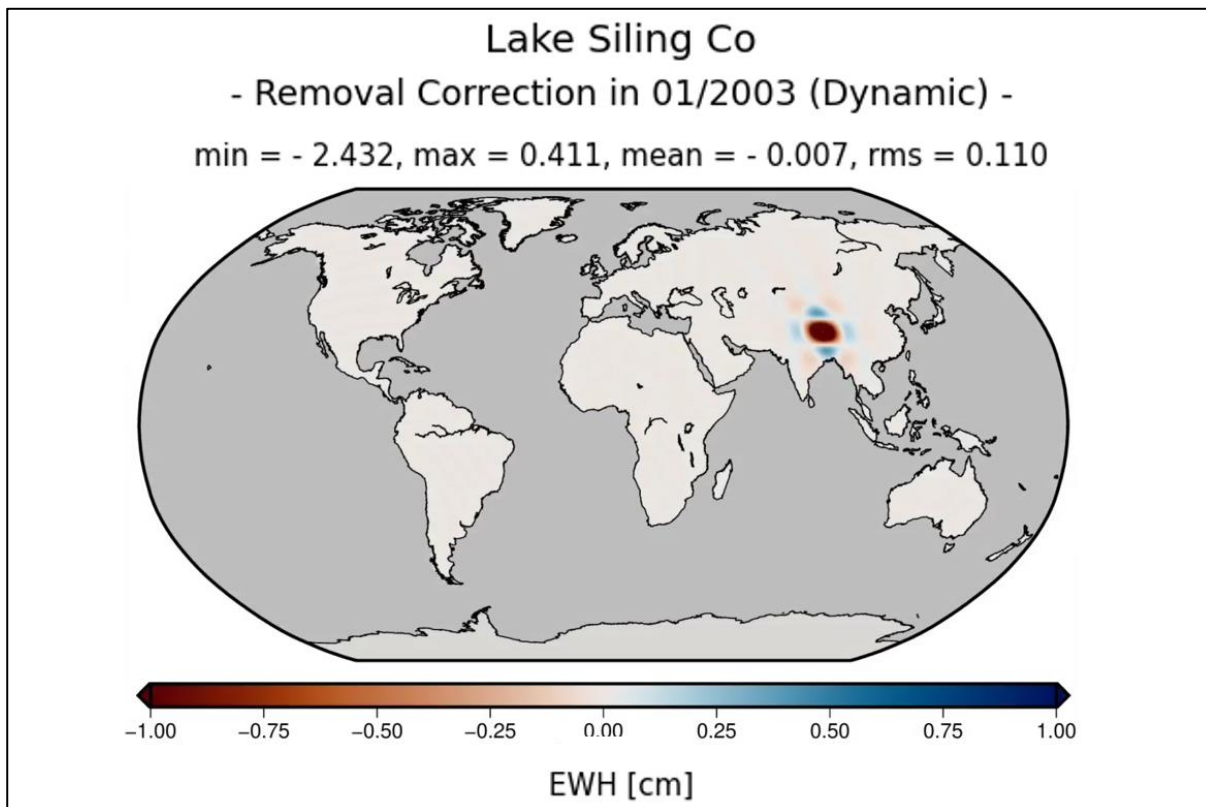 Lake Siling Co
- Removal Correction in 01/2003 (Dynamic) -
min = - 2.432, max = 0.411, mean = - 0.007, rms = 0.110
−1.00 −0.75 −0.50 −0.25 0.00 0.25 0.50 0.75 1.00
EWH [cm]